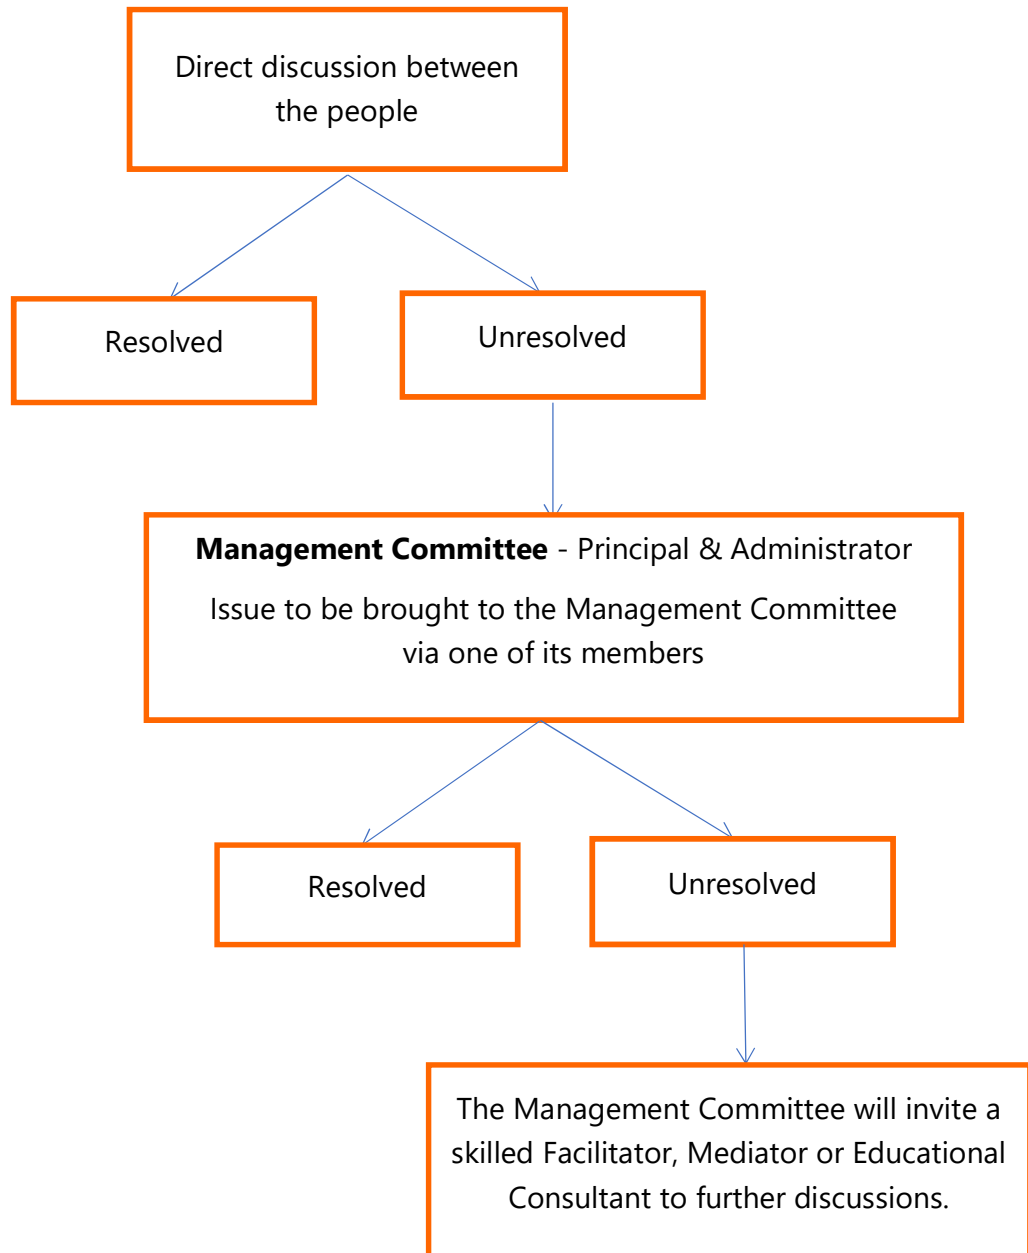 Direct discussion between
the people
Resolved
Unresolved
Management Committee - Principal & Administrator
Issue to be brought to the Management Committee
via one of its members
Resolved
Unresolved
The Management Committee will invite a
skilled Facilitator, Mediator or Educational
Consultant to further discussions.